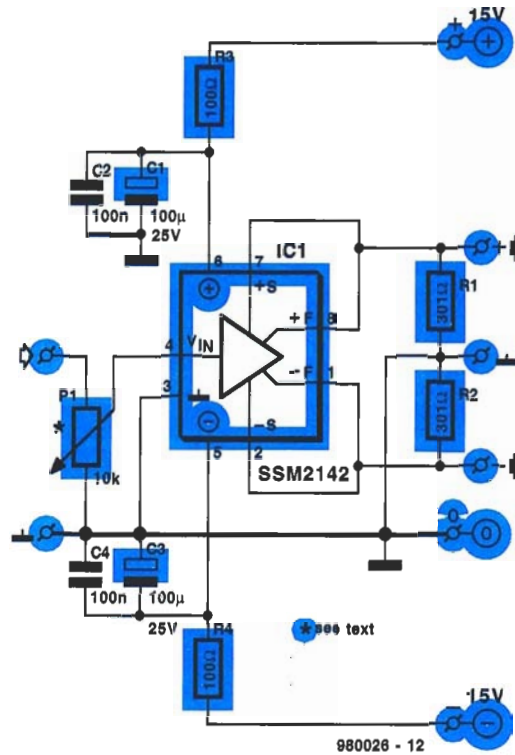 + 15V
R3
100Ω
C2
C1
100n
100μ
25V
IC1
6
7
+S
+F
8
R1
301Ω
4
VIN
3
-F
1
P1
*
10k
-S
5
2
R2
301Ω
SSM2142
0
0
C4
C3
100n
100μ
25V
R4
100Ω
* see text
15V
980026 - 12